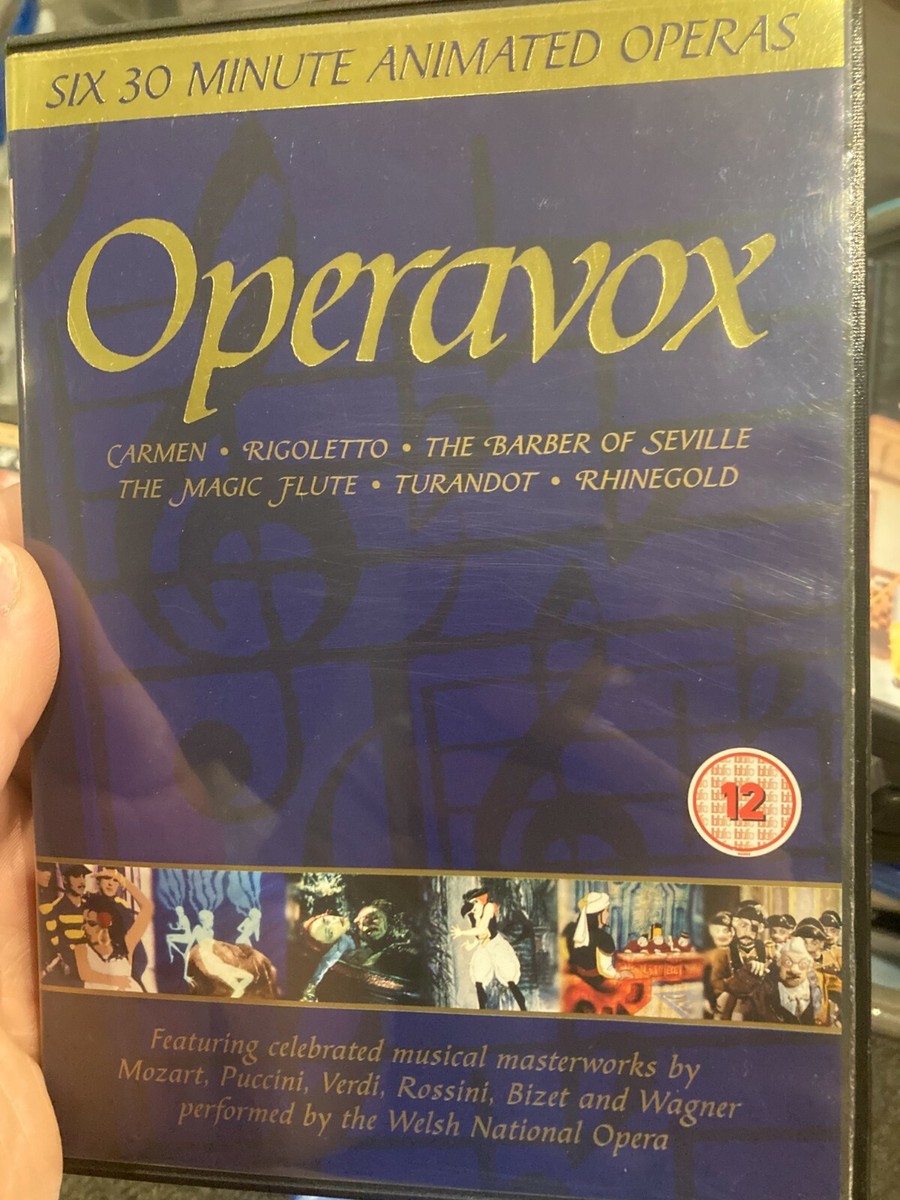 SIX 30 MINUTE ANIMATED OPERAS
Operavox
CARMEN • RIGOLETTO • THE BARBER OF SEVILLE
THE MAGIC FLUTE • TURANDOT • RHINEGOLD
12
Featuring celebrated musical masterworks by
Mozart, Puccini, Verdi, Rossini, Bizet and Wagner
performed by the Welsh National Opera